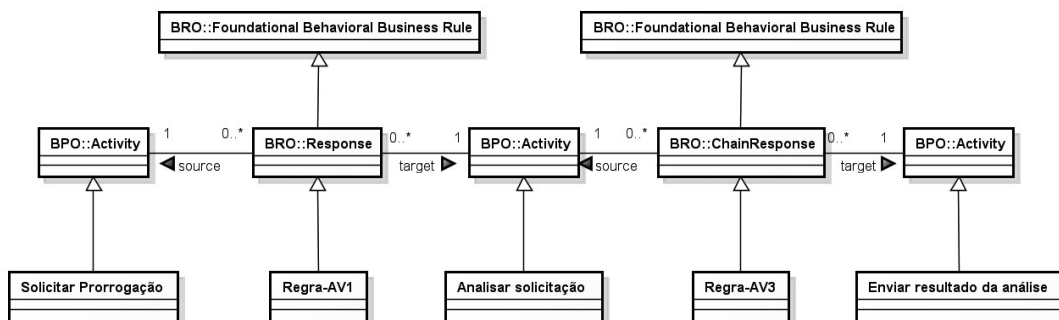 BRO::Foundational Behavioral Business Rule
BRO::Foundational Behavioral Business Rule
BPO::Activity
1
0..*
BRO::Response
0..*
1
BPO::Activity
1
0..*
BRO::ChainResponse
0..*
1
BPO::Activity
source
target
source
target
Solicitar Prorrogação
Regra-AV1
Analisar solicitação
Regra-AV3
Enviar resultado da análise